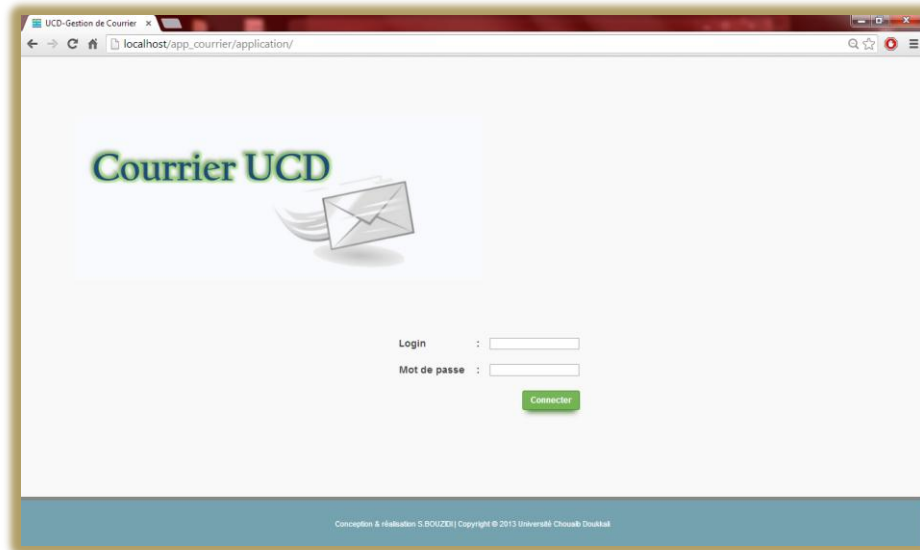 UCD-Gestion de Courrier
localhost/app_courrier/application/
Courrier UCD
Login :
Mot de passe :
Connecter
Conception & réalisation S.BOUZIDI | Copyright © 2013 Université Chouaib Doukkali